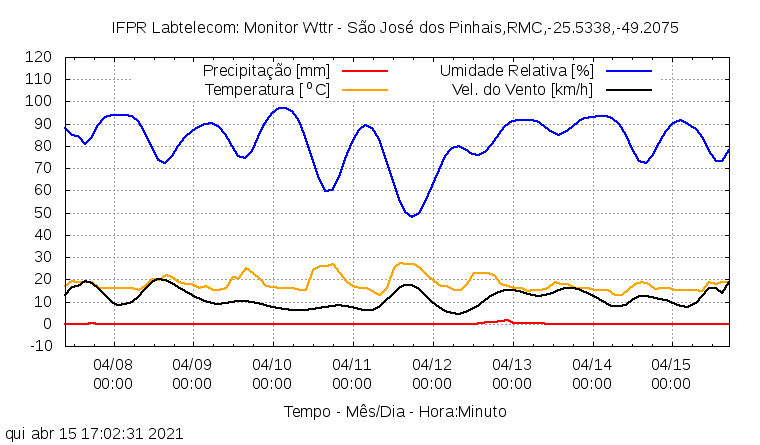 IFPR Labtelecom: Monitor Wttr - São José dos Pinhais,RMC,-25.5338,-49.2075
Precipitação [mm]
Temperatura [⁰C]
Umidade Relativa [%]
Vel. do Vento [km/h]
120
110
100
90
80
70
60
50
40
30
20
10
0
-10
04/08 04/09 04/10 04/11 04/12 04/13 04/14 04/15
00:00 00:00 00:00 00:00 00:00 00:00 00:00 00:00
Tempo - Mês/Dia - Hora:Minuto
qui abr 15 17:02:31 2021